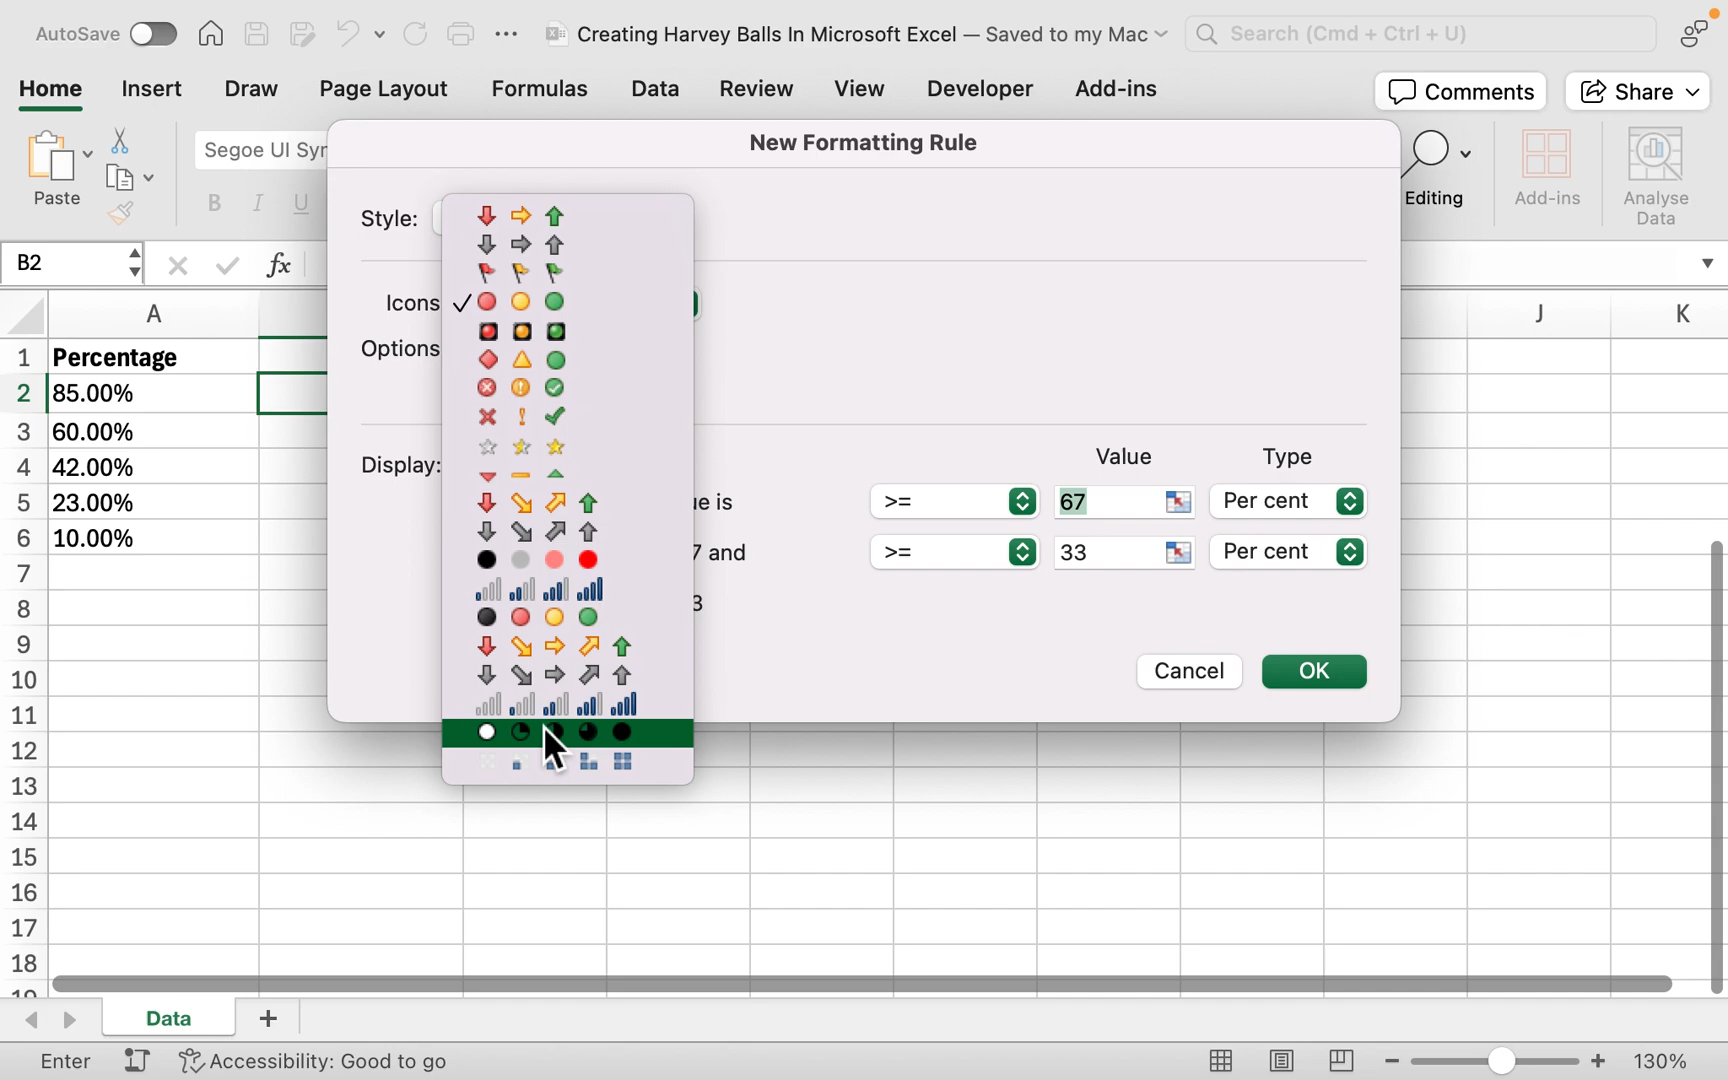 AutoSave
Creating Harvey Balls In Microsoft Excel — Saved to my Mac
Search (Cmd + Ctrl + U)
Home Insert Draw Page Layout Formulas Data Review View Developer Add-ins
Comments
Share
Paste
Segoe UI Syr
B I U
Editing
Add-ins
Analyse
Data
New Formatting Rule
Style:
Icons
Options
Display:
Value Type
ue is >= 67 Per cent
7 and >= 33 Per cent
3
Cancel OK
B2
fx
A J K
1 Percentage
2 85.00%
3 60.00%
4 42.00%
5 23.00%
6 10.00%
7
8
9
10
11
12
13
14
15
16
17
18
19
Data
Enter
Accessibility: Good to go
130%